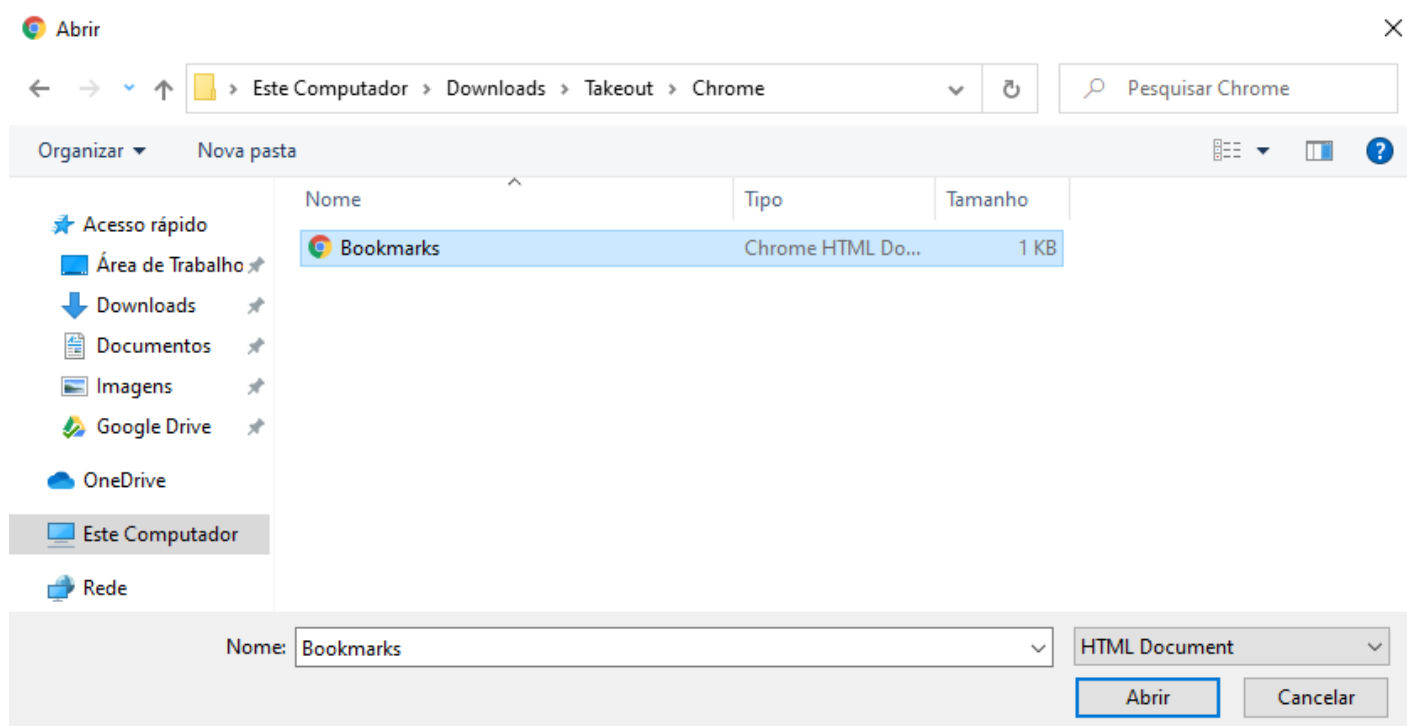 Abrir
Este Computador > Downloads > Takeout > Chrome
Pesquisar Chrome
Organizar
Nova pasta
Nome
Tipo
Tamanho
Acesso rápido
Área de Trabalho
Downloads
Documentos
Imagens
Google Drive
OneDrive
Este Computador
Rede
Bookmarks
Chrome HTML Do...
1 KB
Nome:
Bookmarks
HTML Document
Abrir
Cancelar